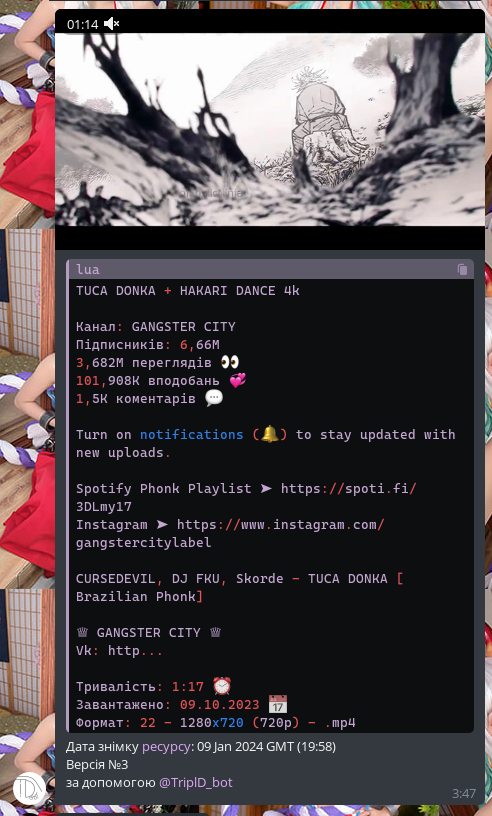 01:14
lua
TUCA DONKA + HAKARI DANCE 4k
Канал: GANGSTER CITY
Підписників: 6,66M
3,682M переглядів 👀
101,908K вподобань 💞
1,5K коментарів 💬
Turn on notifications (🔔) to stay updated with
new uploads.
Spotify Phonk Playlist ➤ https://spoti.fi/
3DLmy17
Instagram ➤ https://www.instagram.com/
gangstercitylabel
CURSEDEVIL, DJ FKU, Skorde - TUCA DONKA [
Brazilian Phonk]
♕ GANGSTER CITY ♕
Vk: http...
Тривалість: 1:17 ⏰
Завантажено: 09.10.2023 📅
Формат: 22 - 1280x720 (720p) - .mp4
Дата знімку ресурсу: 09 Jan 2024 GMT (19:58)
Версія №3
за допомогою @TriplD_bot
3:47